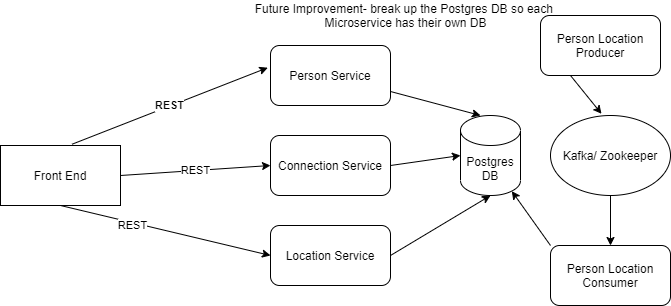 Future Improvement- break up the Postgres DB so each
Microservice has their own DB
Person Location
Producer
Person Service
REST
Connection Service
Postgres
DB
Kafka/ Zookeeper
Front End
REST
REST
Location Service
Person Location
Consumer